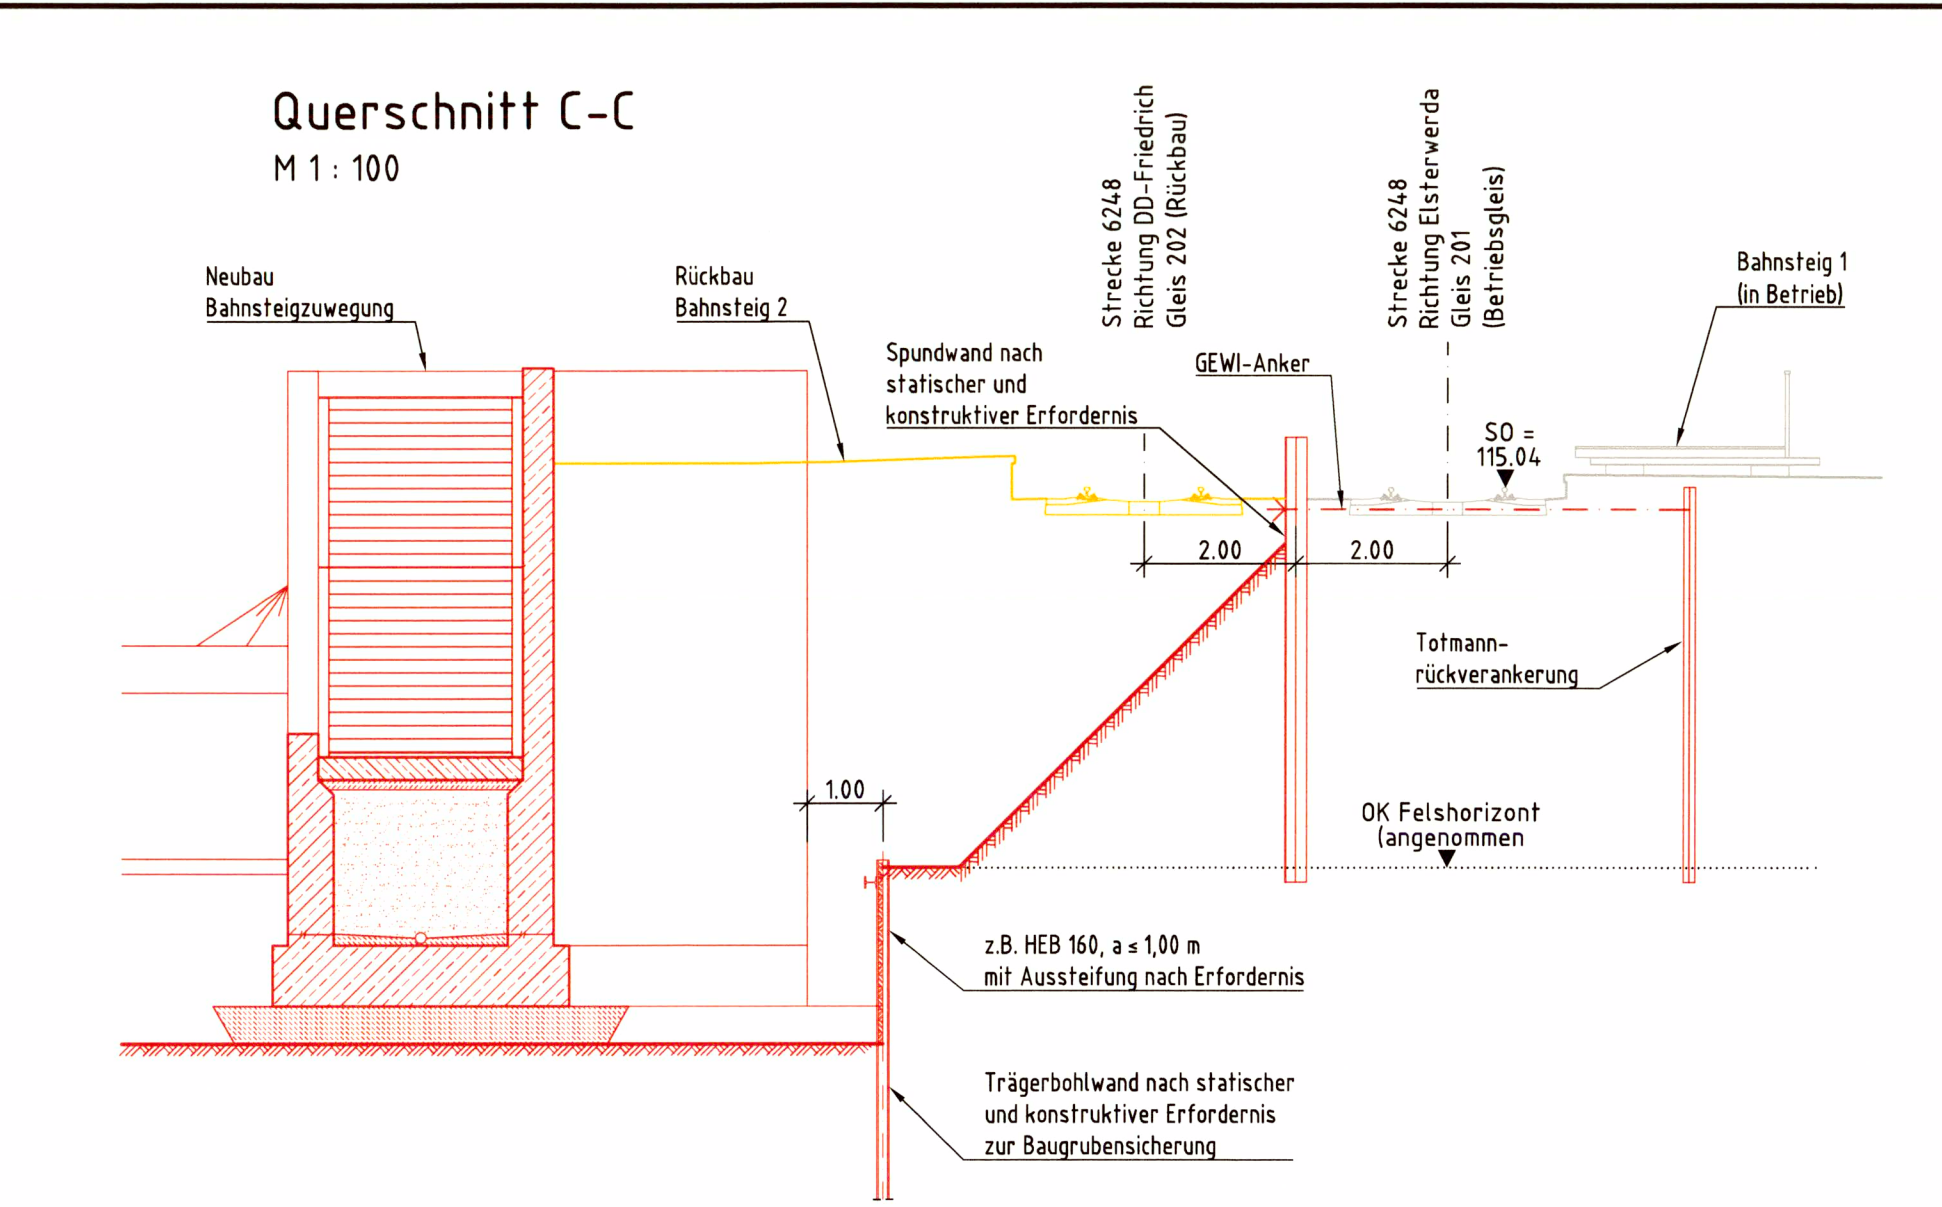 Querschnitt C-C
M 1 : 100
Strecke 6248
Richtung DD-Friedrich
Gleis 202 (Rückbau)
Strecke 6248
Richtung Elsterwerda
Gleis 201
(Betriebsgleis)
Neubau
Bahnsteigzuwegung
Rückbau
Bahnsteig 2
Bahnsteig 1
(in Betrieb)
Spundwand nach
statischer und
konstruktiver Erfordernis
GEWI-Anker
SO =
115.04
2.00
2.00
Totmann-
rückverankerung
1.00
OK Felshorizont
(angenommen
z.B. HEB 160, a ≤ 1,00 m
mit Aussteifung nach Erfordernis
Trägerbohlwand nach statischer
und konstruktiver Erfordernis
zur Baugrubensicherung